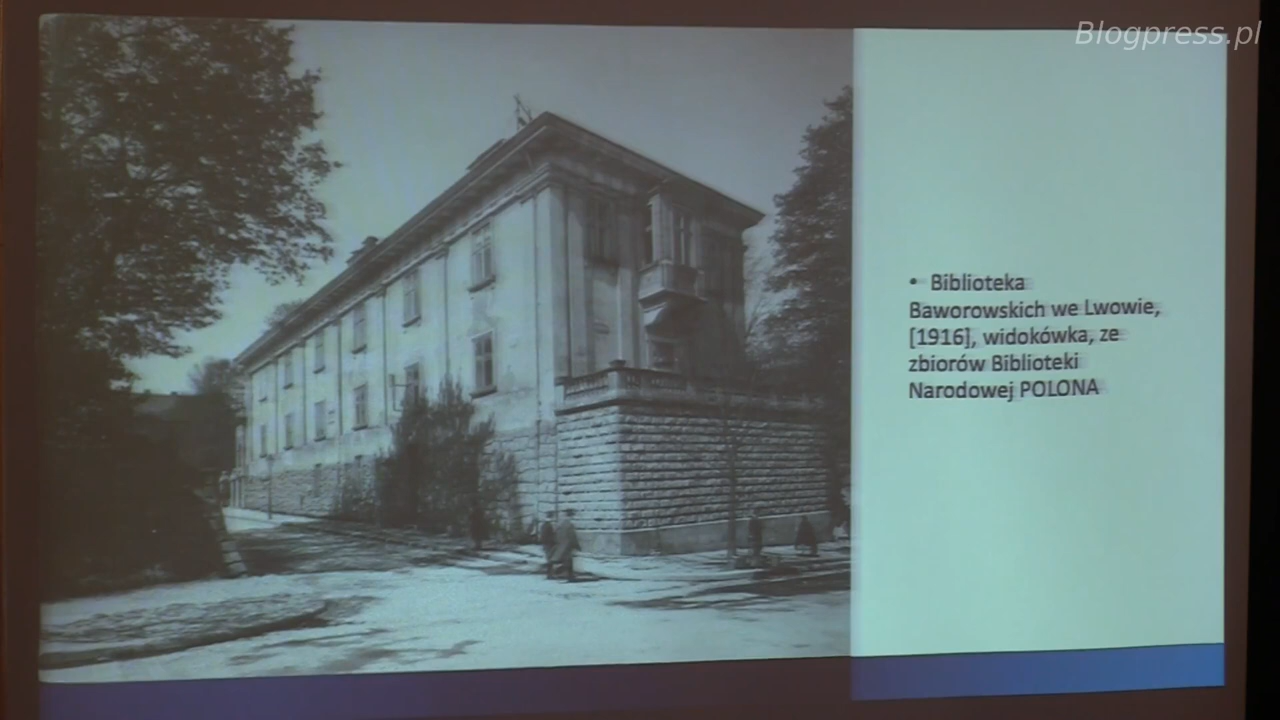 Blogpress.pl
• Biblioteka
Baworowskich we Lwowie,
[1916], widokówka, ze
zbiorów Biblioteki
Narodowej POLONA